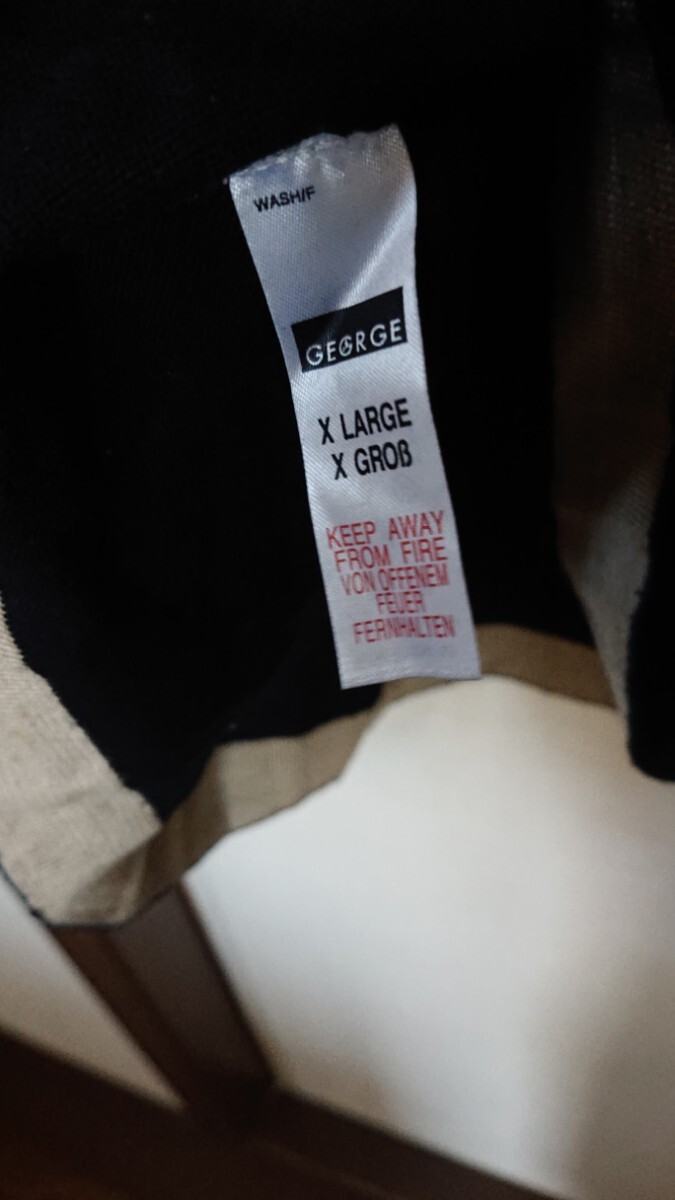 WASH/F
GEORGE
X LARGE
X GROß
KEEP AWAY
FROM FIRE
VON OFFENEM
FEUER
FERNHALTEN